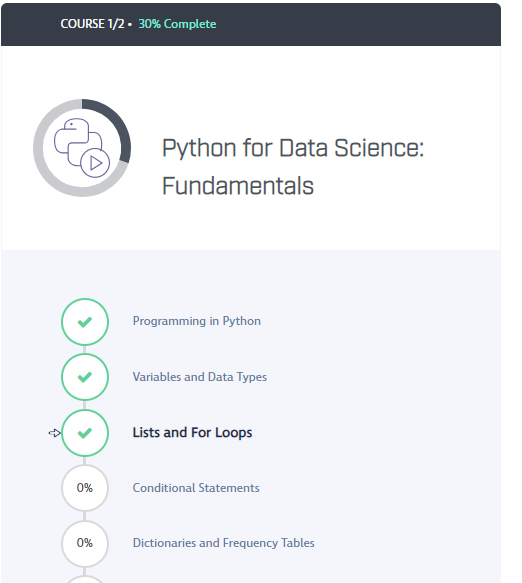 COURSE 1/2 • 30% Complete
Python for Data Science:
Fundamentals
Programming in Python
Variables and Data Types
Lists and For Loops
0% Conditional Statements
0% Dictionaries and Frequency Tables